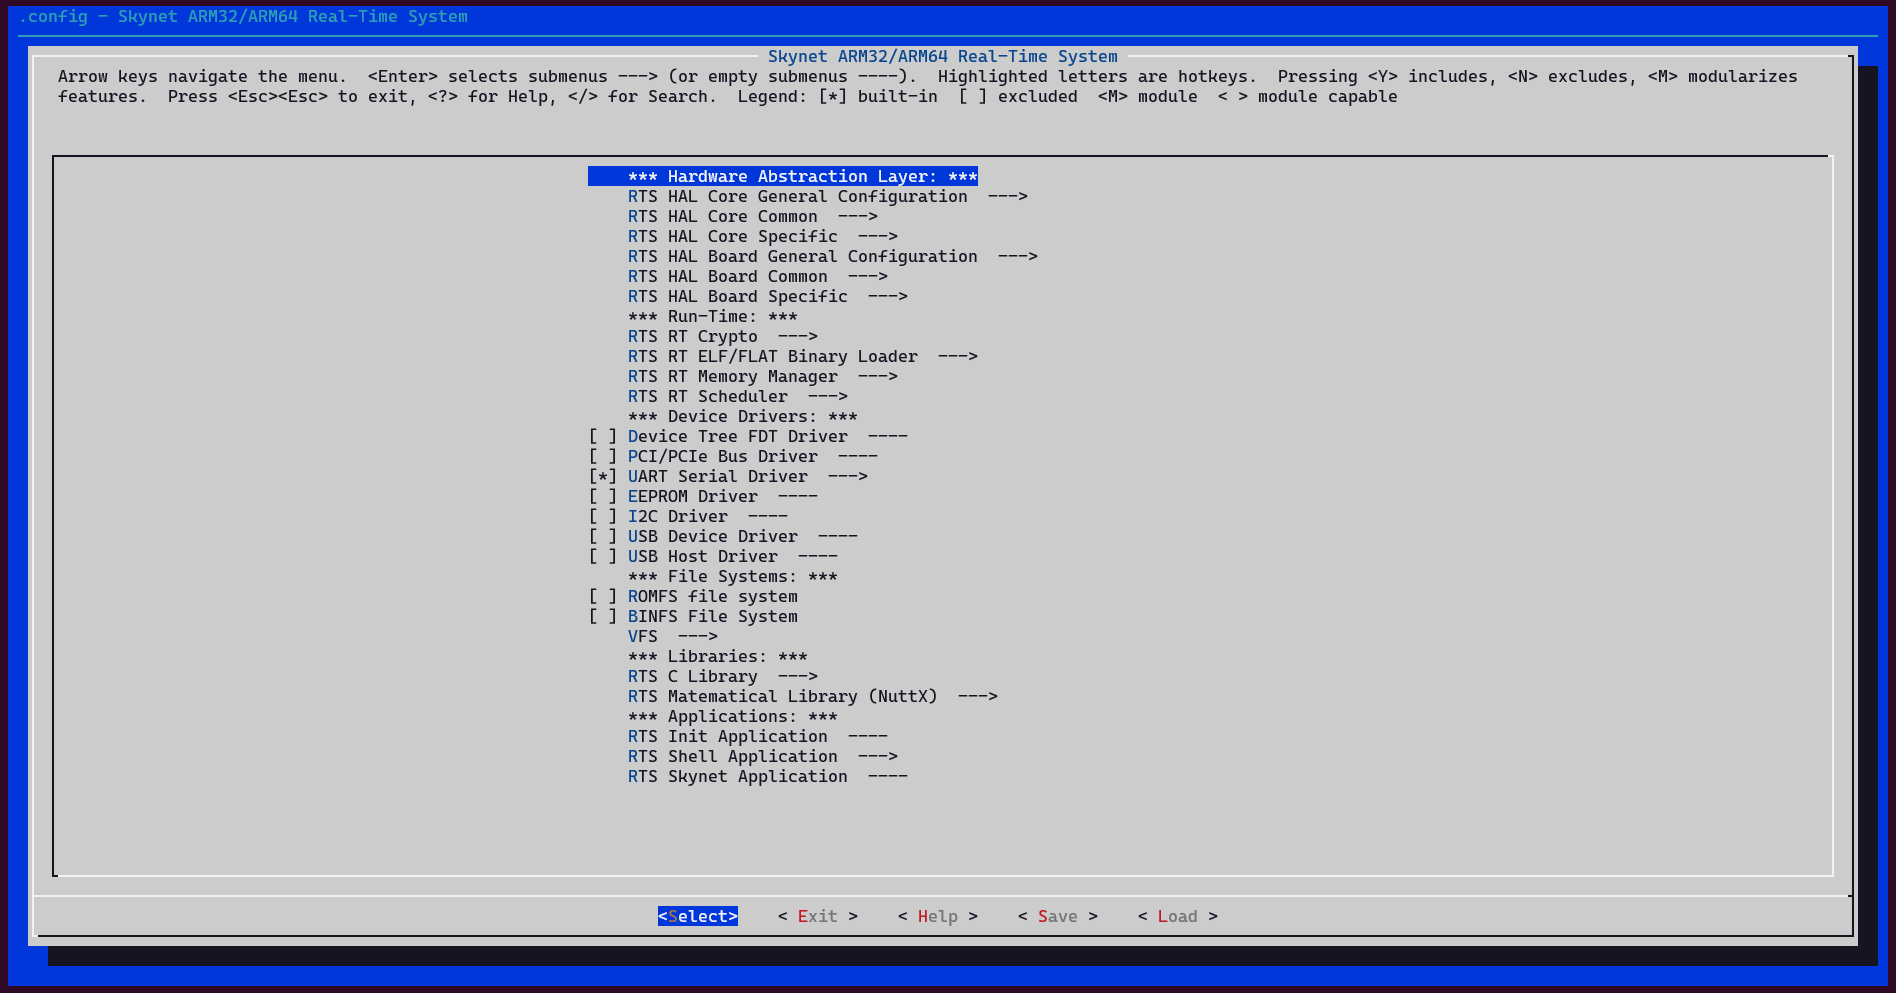 .config - Skynet ARM32/ARM64 Real-Time System
Skynet ARM32/ARM64 Real-Time System
Arrow keys navigate the menu.  <Enter> selects submenus ---> (or empty submenus ----).  Highlighted letters are hotkeys.  Pressing <Y> includes, <N> excludes, <M> modularizes
features.  Press <Esc><Esc> to exit, <?> for Help, </> for Search.  Legend: [*] built-in  [ ] excluded  <M> module  < > module capable
*** Hardware Abstraction Layer: ***
RTS HAL Core General Configuration  --->
RTS HAL Core Common  --->
RTS HAL Core Specific  --->
RTS HAL Board General Configuration  --->
RTS HAL Board Common  --->
RTS HAL Board Specific  --->
*** Run-Time: ***
RTS RT Crypto  --->
RTS RT ELF/FLAT Binary Loader  --->
RTS RT Memory Manager  --->
RTS RT Scheduler  --->
*** Device Drivers: ***
[ ] Device Tree FDT Driver  ----
[ ] PCI/PCIe Bus Driver  ----
[*] UART Serial Driver  --->
[ ] EEPROM Driver  ----
[ ] I2C Driver  ----
[ ] USB Device Driver  ----
[ ] USB Host Driver  ----
*** File Systems: ***
[ ] ROMFS file system
[ ] BINFS File System
VFS  --->
*** Libraries: ***
RTS C Library  --->
RTS Matematical Library (NuttX)  --->
*** Applications: ***
RTS Init Application  ----
RTS Shell Application  --->
RTS Skynet Application  ----
<Select>    < Exit >    < Help >    < Save >    < Load >